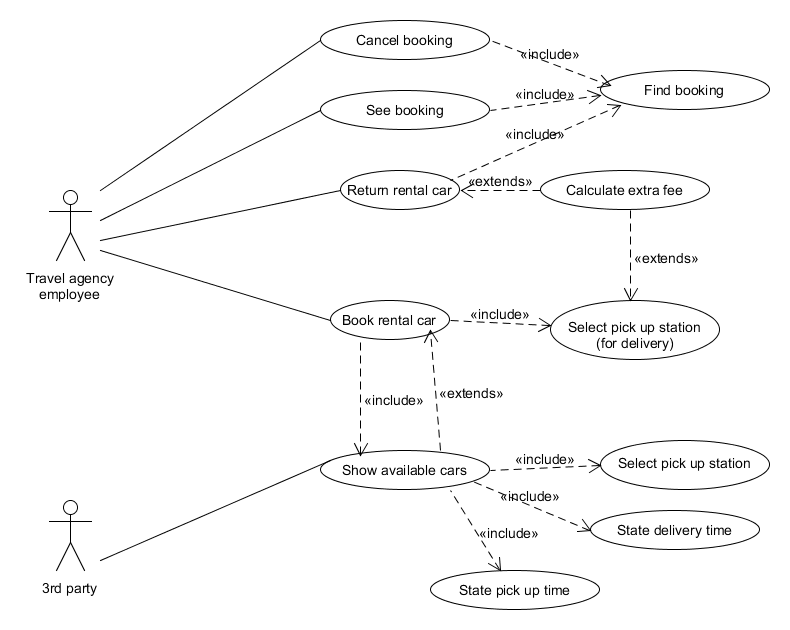 Cancel booking
«include»
Find booking
«include»
See booking
«include»
Return rental car
«extends»
Calculate extra fee
«extends»
Travel agency
employee
Book rental car
«include»
Select pick up station
(for delivery)
«include»
«extends»
Show available cars
«include»
Select pick up station
«include»
State delivery time
«include»
State pick up time
3rd party